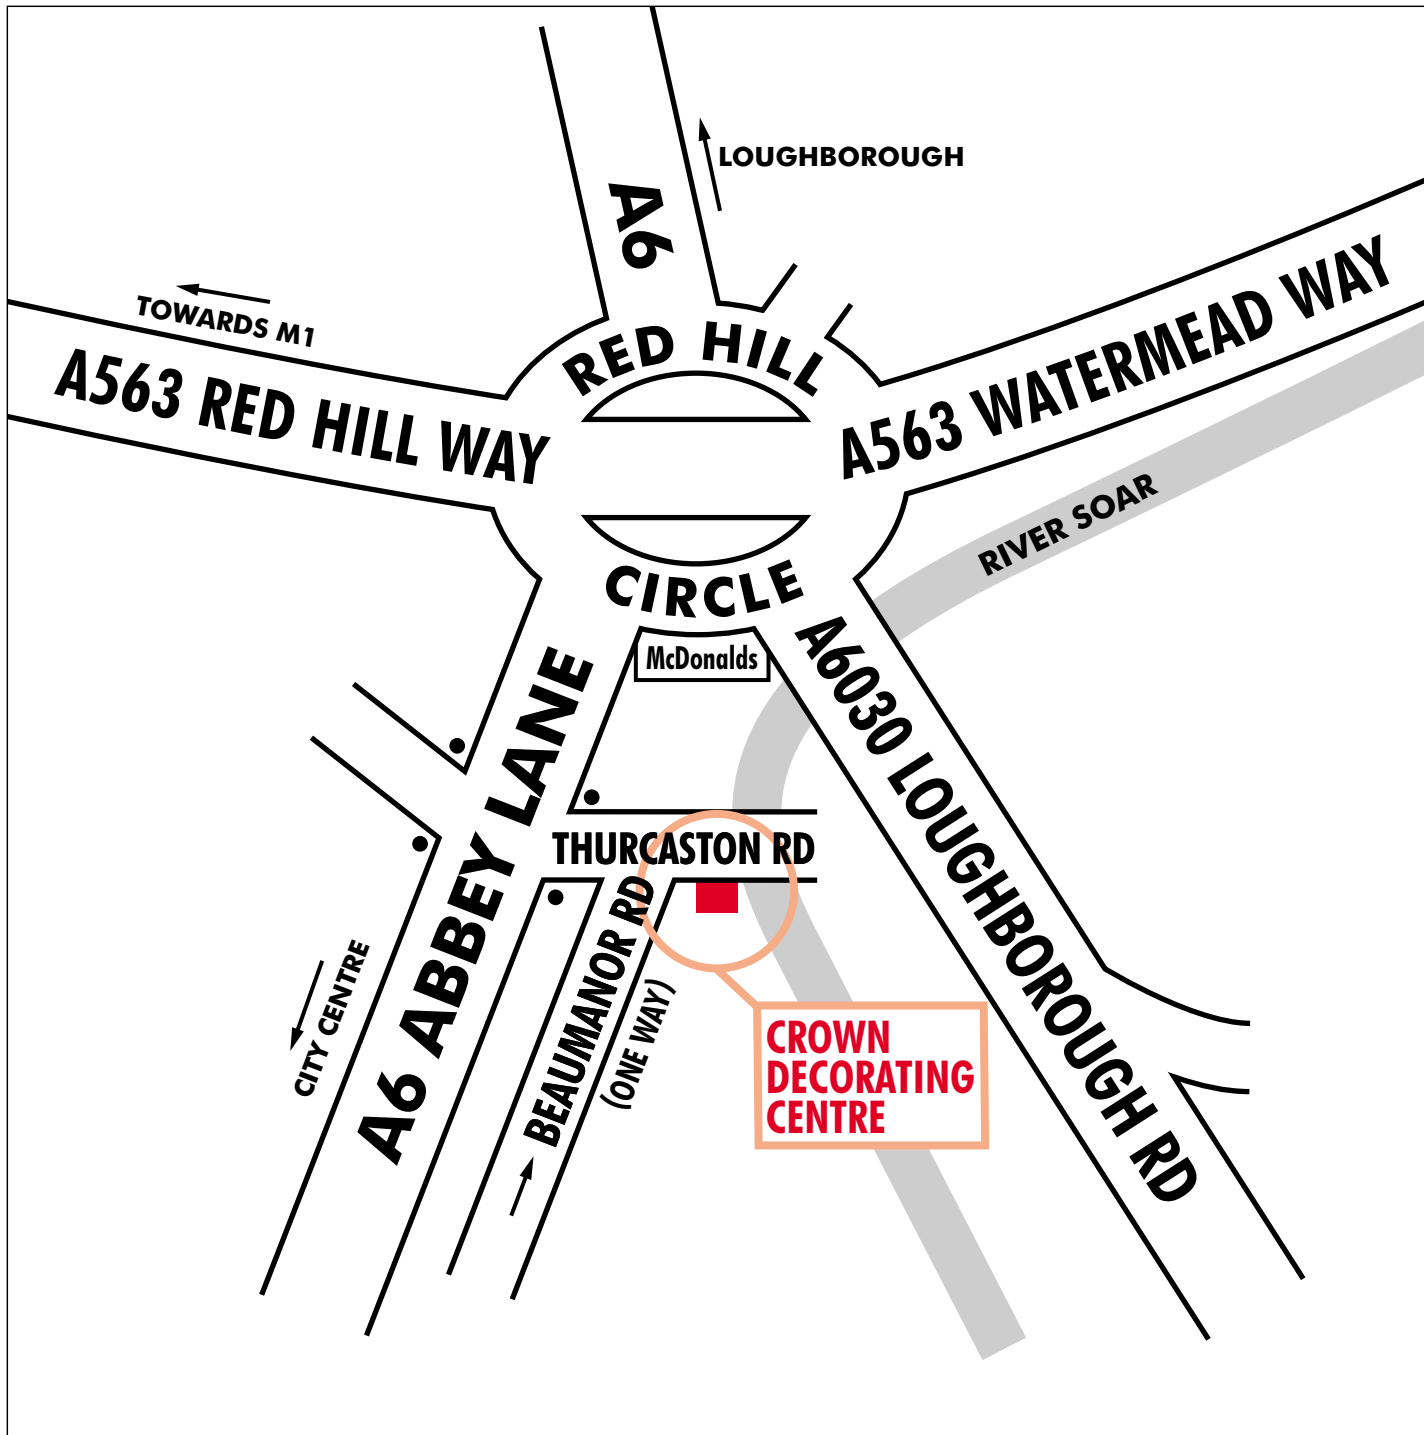 LOUGHBOROUGH
A6
TOWARDS M1
A563 RED HILL WAY
RED HILL
CIRCLE
A563 WATERMEAD WAY
RIVER SOAR
McDonalds
A6030 LOUGHBOROUGH RD
A6 ABBEY LANE
THURCASTON RD
CITY CENTRE
BEAUMANOR RD
(ONE WAY)
CROWN
DECORATING
CENTRE